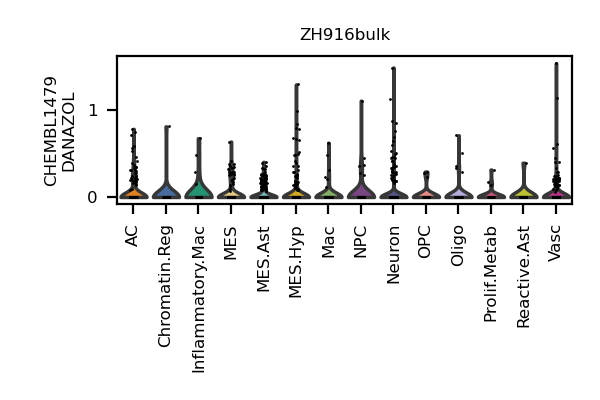 ZH916bulk
CHEMBL1479
DANAZOL
1
0
AC
Chromatin.Reg
Inflammatory.Mac
MES
MES.Ast
MES.Hyp
Mac
NPC
Neuron
OPC
Oligo
Prolif.Metab
Reactive.Ast
Vasc